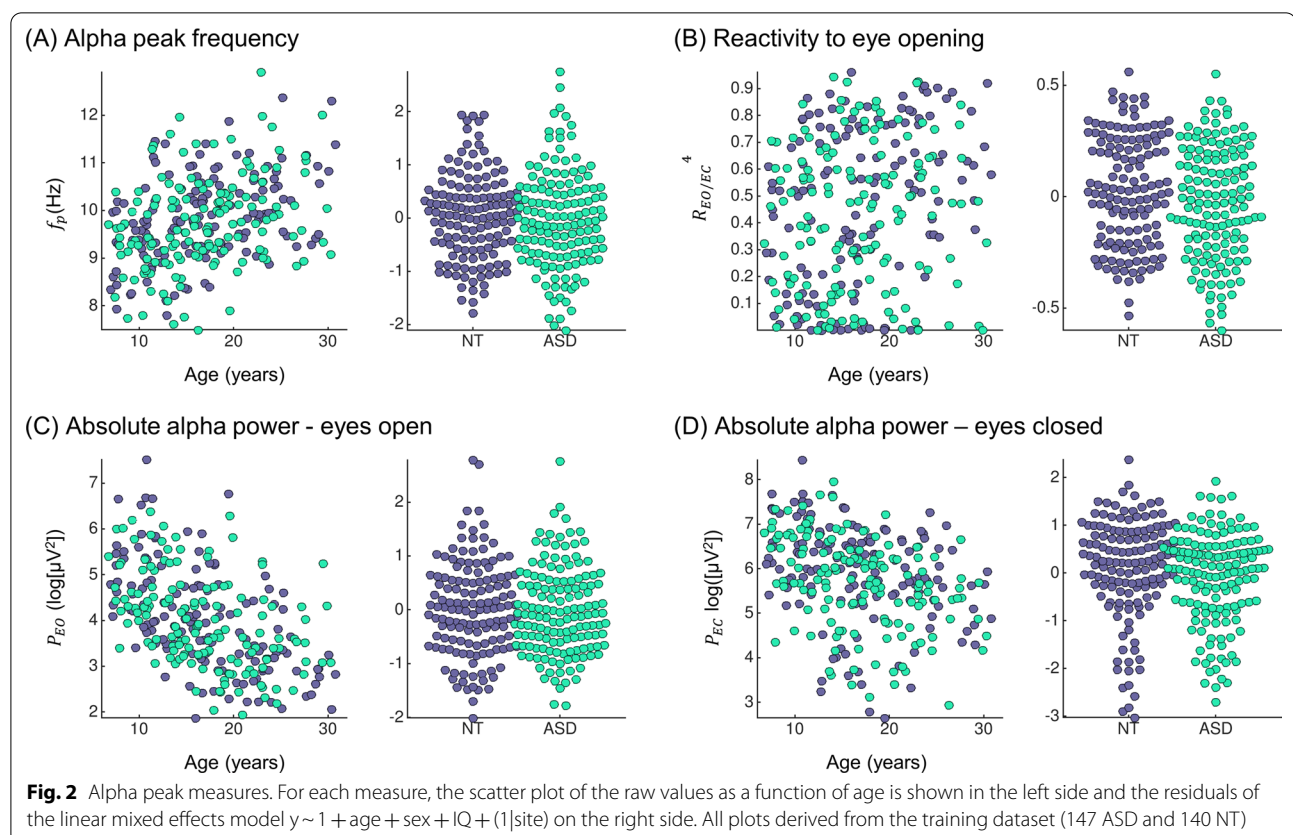 (A) Alpha peak frequency
12
11
10
9
8
f_p (Hz)
10 20 30
Age (years)
2
1
0
-1
-2
NT ASD
(B) Reactivity to eye opening
0.9
0.8
0.7
0.6
0.5
0.4
0.3
0.2
0.1
R_{EO/EC}^4
10 20 30
Age (years)
0.5
0
-0.5
NT ASD
(C) Absolute alpha power - eyes open
7
6
5
4
3
2
P_{EO} (log[µV²])
10 20 30
Age (years)
2
1
0
-1
-2
NT ASD
(D) Absolute alpha power – eyes closed
8
7
6
5
4
3
P_{EC} log([µV²])
10 20 30
Age (years)
2
1
0
-1
-2
-3
NT ASD
Fig. 2 Alpha peak measures. For each measure, the scatter plot of the raw values as a function of age is shown in the left side and the residuals of
the linear mixed effects model y ~ 1 + age + sex + IQ + (1|site) on the right side. All plots derived from the training dataset (147 ASD and 140 NT)